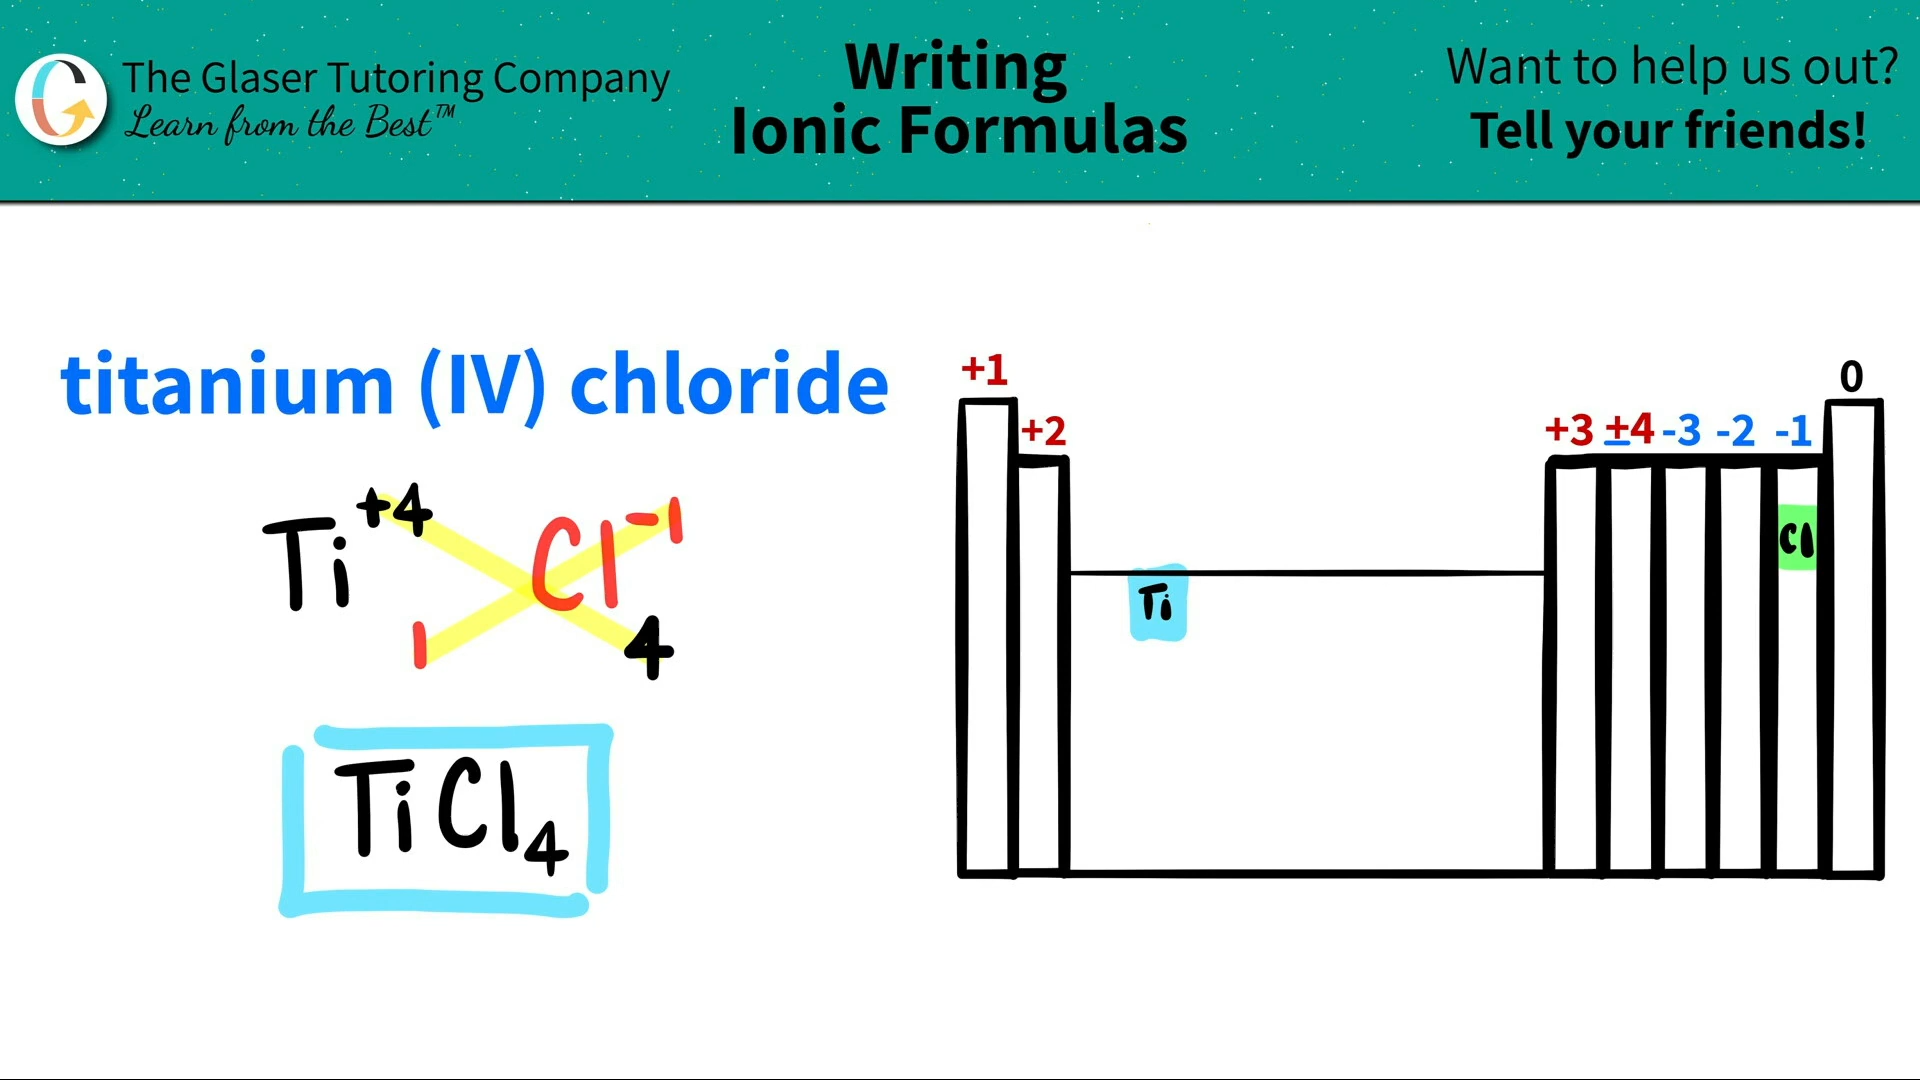 The Glaser Tutoring Company
Learn from the Best™
Writing
Ionic Formulas
Want to help us out?
Tell your friends!
titanium (IV) chloride
Ti⁺⁴ Cl⁻¹
1 4
TiCl₄
+1
+2
+3 ±4 -3 -2 -1
0
Ti
Cl